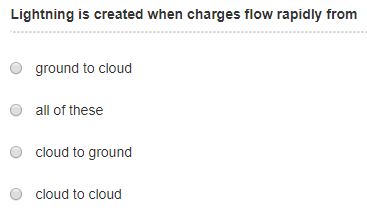 Lightning is created when charges flow rapidly from
ground to cloud
all of these
cloud to ground
cloud to cloud